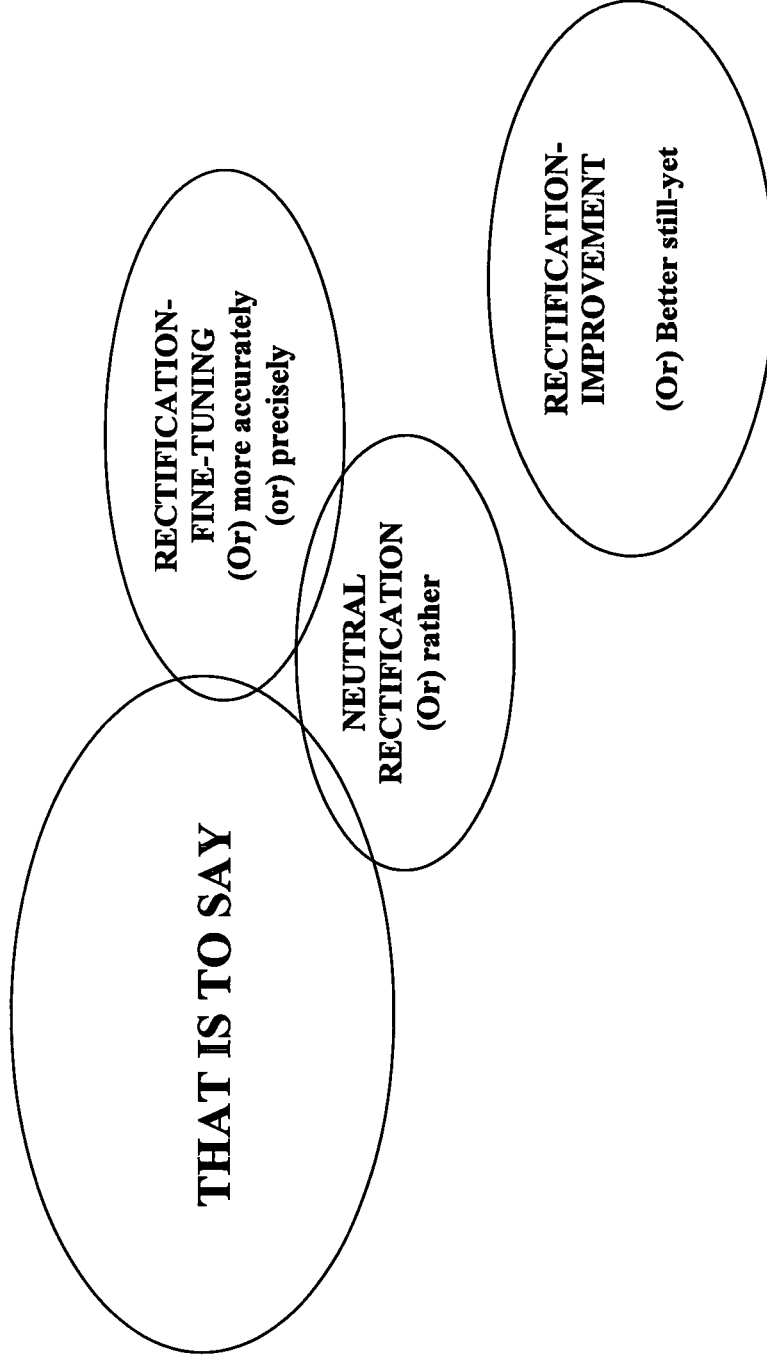 THAT IS TO SAY
RECTIFICATION-
FINE-TUNING
(Or) more accurately
(or) precisely
NEUTRAL
RECTIFICATION
(Or) rather
RECTIFICATION-
IMPROVEMENT
(Or) Better still-yet